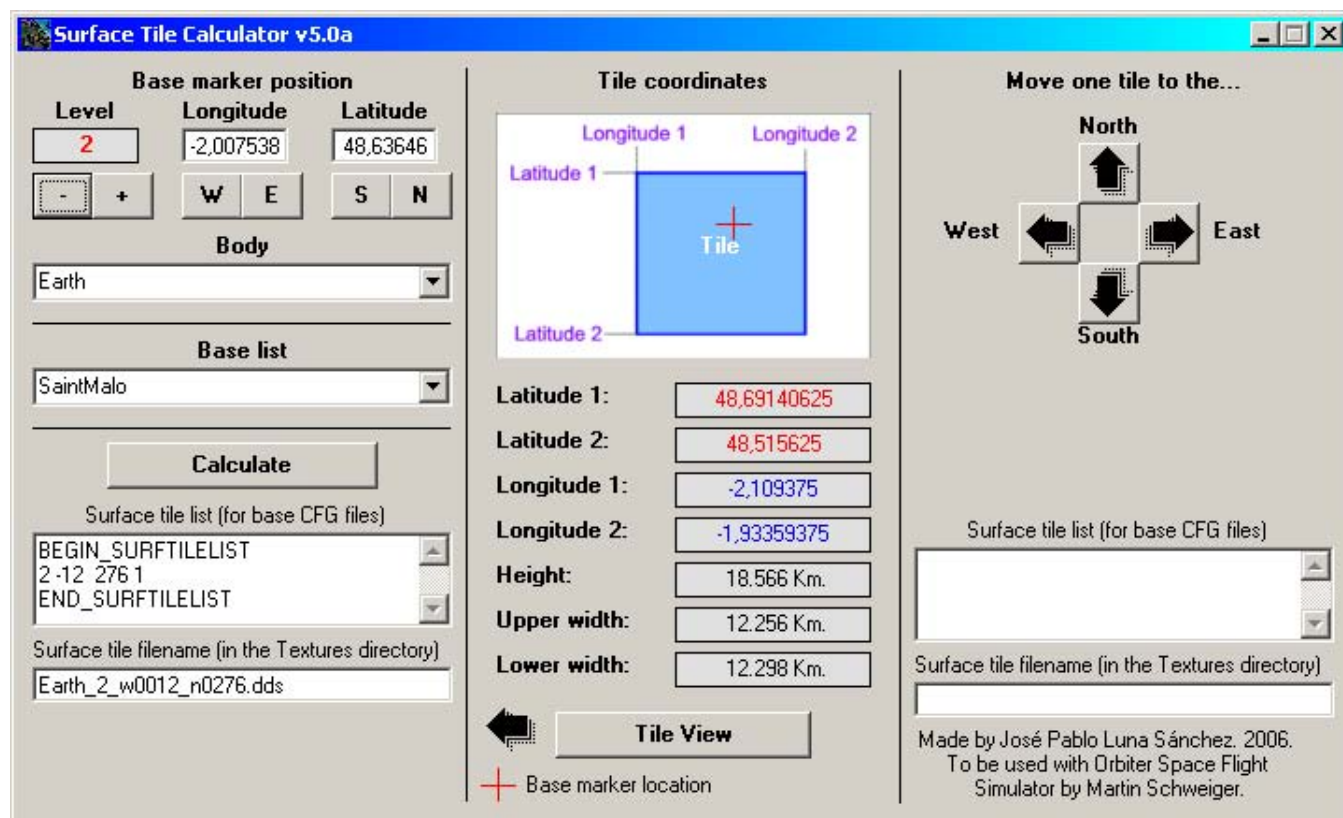 Surface Tile Calculator v5.0a
Base marker position
Level Longitude Latitude
2 -2,007538 48,63646
- + W E S N
Body
Earth
Base list
SaintMalo
Calculate
Surface tile list (for base CFG files)
BEGIN_SURFTILELIST
2 -12 276 1
END_SURFTILELIST
Surface tile filename (in the Textures directory)
Earth_2_w0012_n0276.dds
Tile coordinates
Longitude 1 Longitude 2
Latitude 1
Tile
Latitude 2
Latitude 1: 48,69140625
Latitude 2: 48,515625
Longitude 1: -2,109375
Longitude 2: -1,93359375
Height: 18.566 Km.
Upper width: 12.256 Km.
Lower width: 12.298 Km.
Tile View
Base marker location
Move one tile to the...
North
West East
South
Surface tile list (for base CFG files)
Surface tile filename (in the Textures directory)
Made by José Pablo Luna Sánchez. 2006.
To be used with Orbiter Space Flight
Simulator by Martin Schweiger.